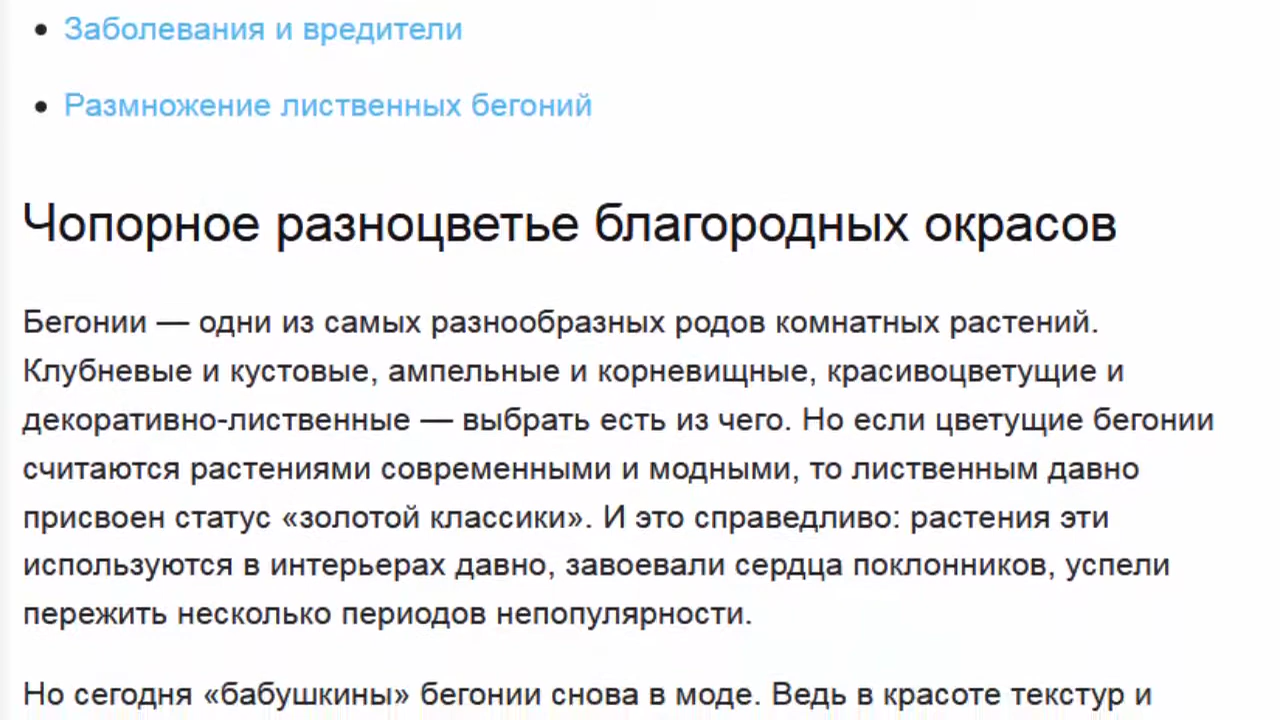 Заболевания и вредители
Размножение лиственных бегоний
Чопорное разноцветье благородных окрасов
Бегонии — одни из самых разнообразных родов комнатных растений.
Клубневые и кустовые, ампельные и корневищные, красивоцветущие и
декоративно-лиственные — выбрать есть из чего. Но если цветущие бегонии
считаются растениями современными и модными, то лиственным давно
присвоен статус «золотой классики». И это справедливо: растения эти
используются в интерьерах давно, завоевали сердца поклонников, успели
пережить несколько периодов непопулярности.
Но сегодня «бабушкины» бегонии снова в моде. Ведь в красоте текстур и